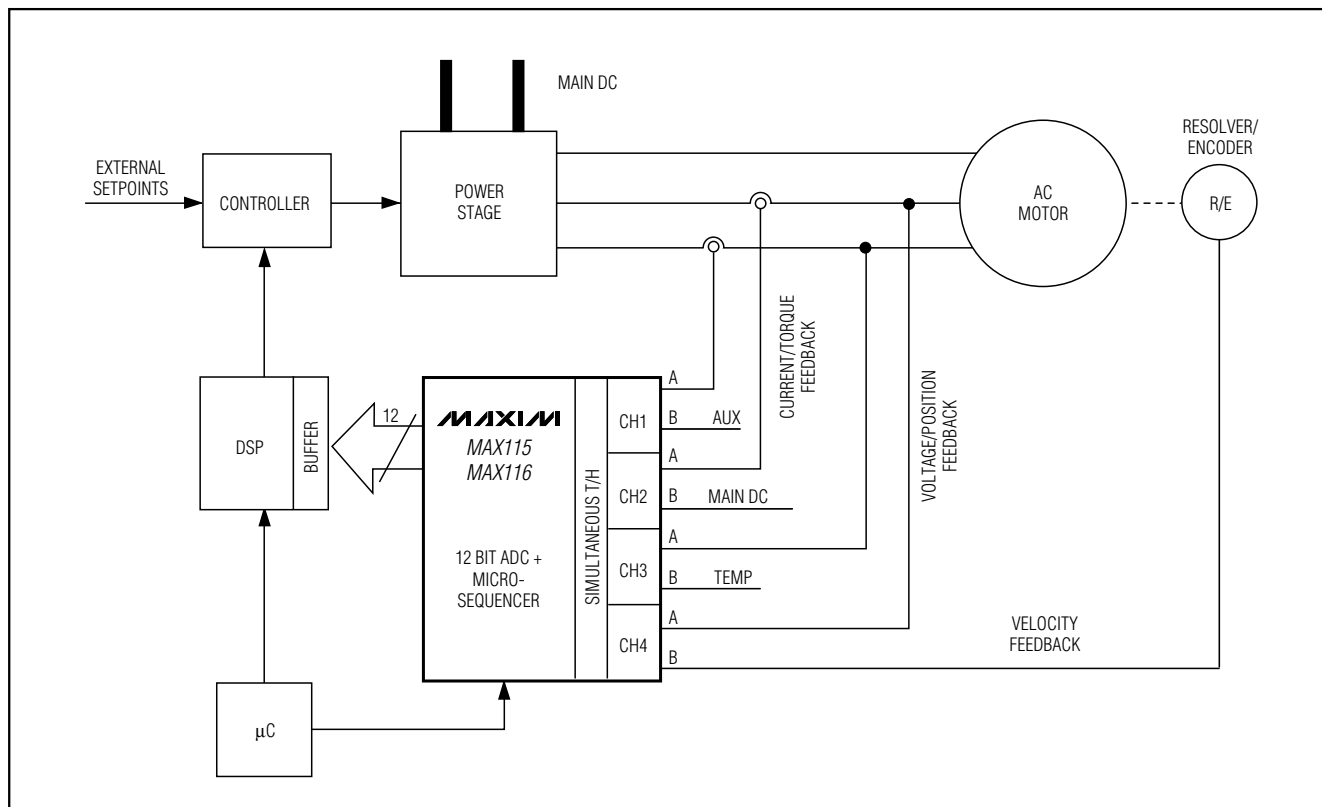 MAIN DC
EXTERNAL
SETPOINTS
CONTROLLER
POWER
STAGE
AC
MOTOR
RESOLVER/
ENCODER
R/E
CURRENT/TORQUE
FEEDBACK
VOLTAGE/POSITION
FEEDBACK
DSP
BUFFER
12
MAXIM
MAX115
MAX116
12 BIT ADC +
MICRO-
SEQUENCER
SIMULTANEOUS T/H
CH1
CH2
CH3
CH4
A
B
AUX
A
B
MAIN DC
A
B
TEMP
A
B
VELOCITY
FEEDBACK
μC